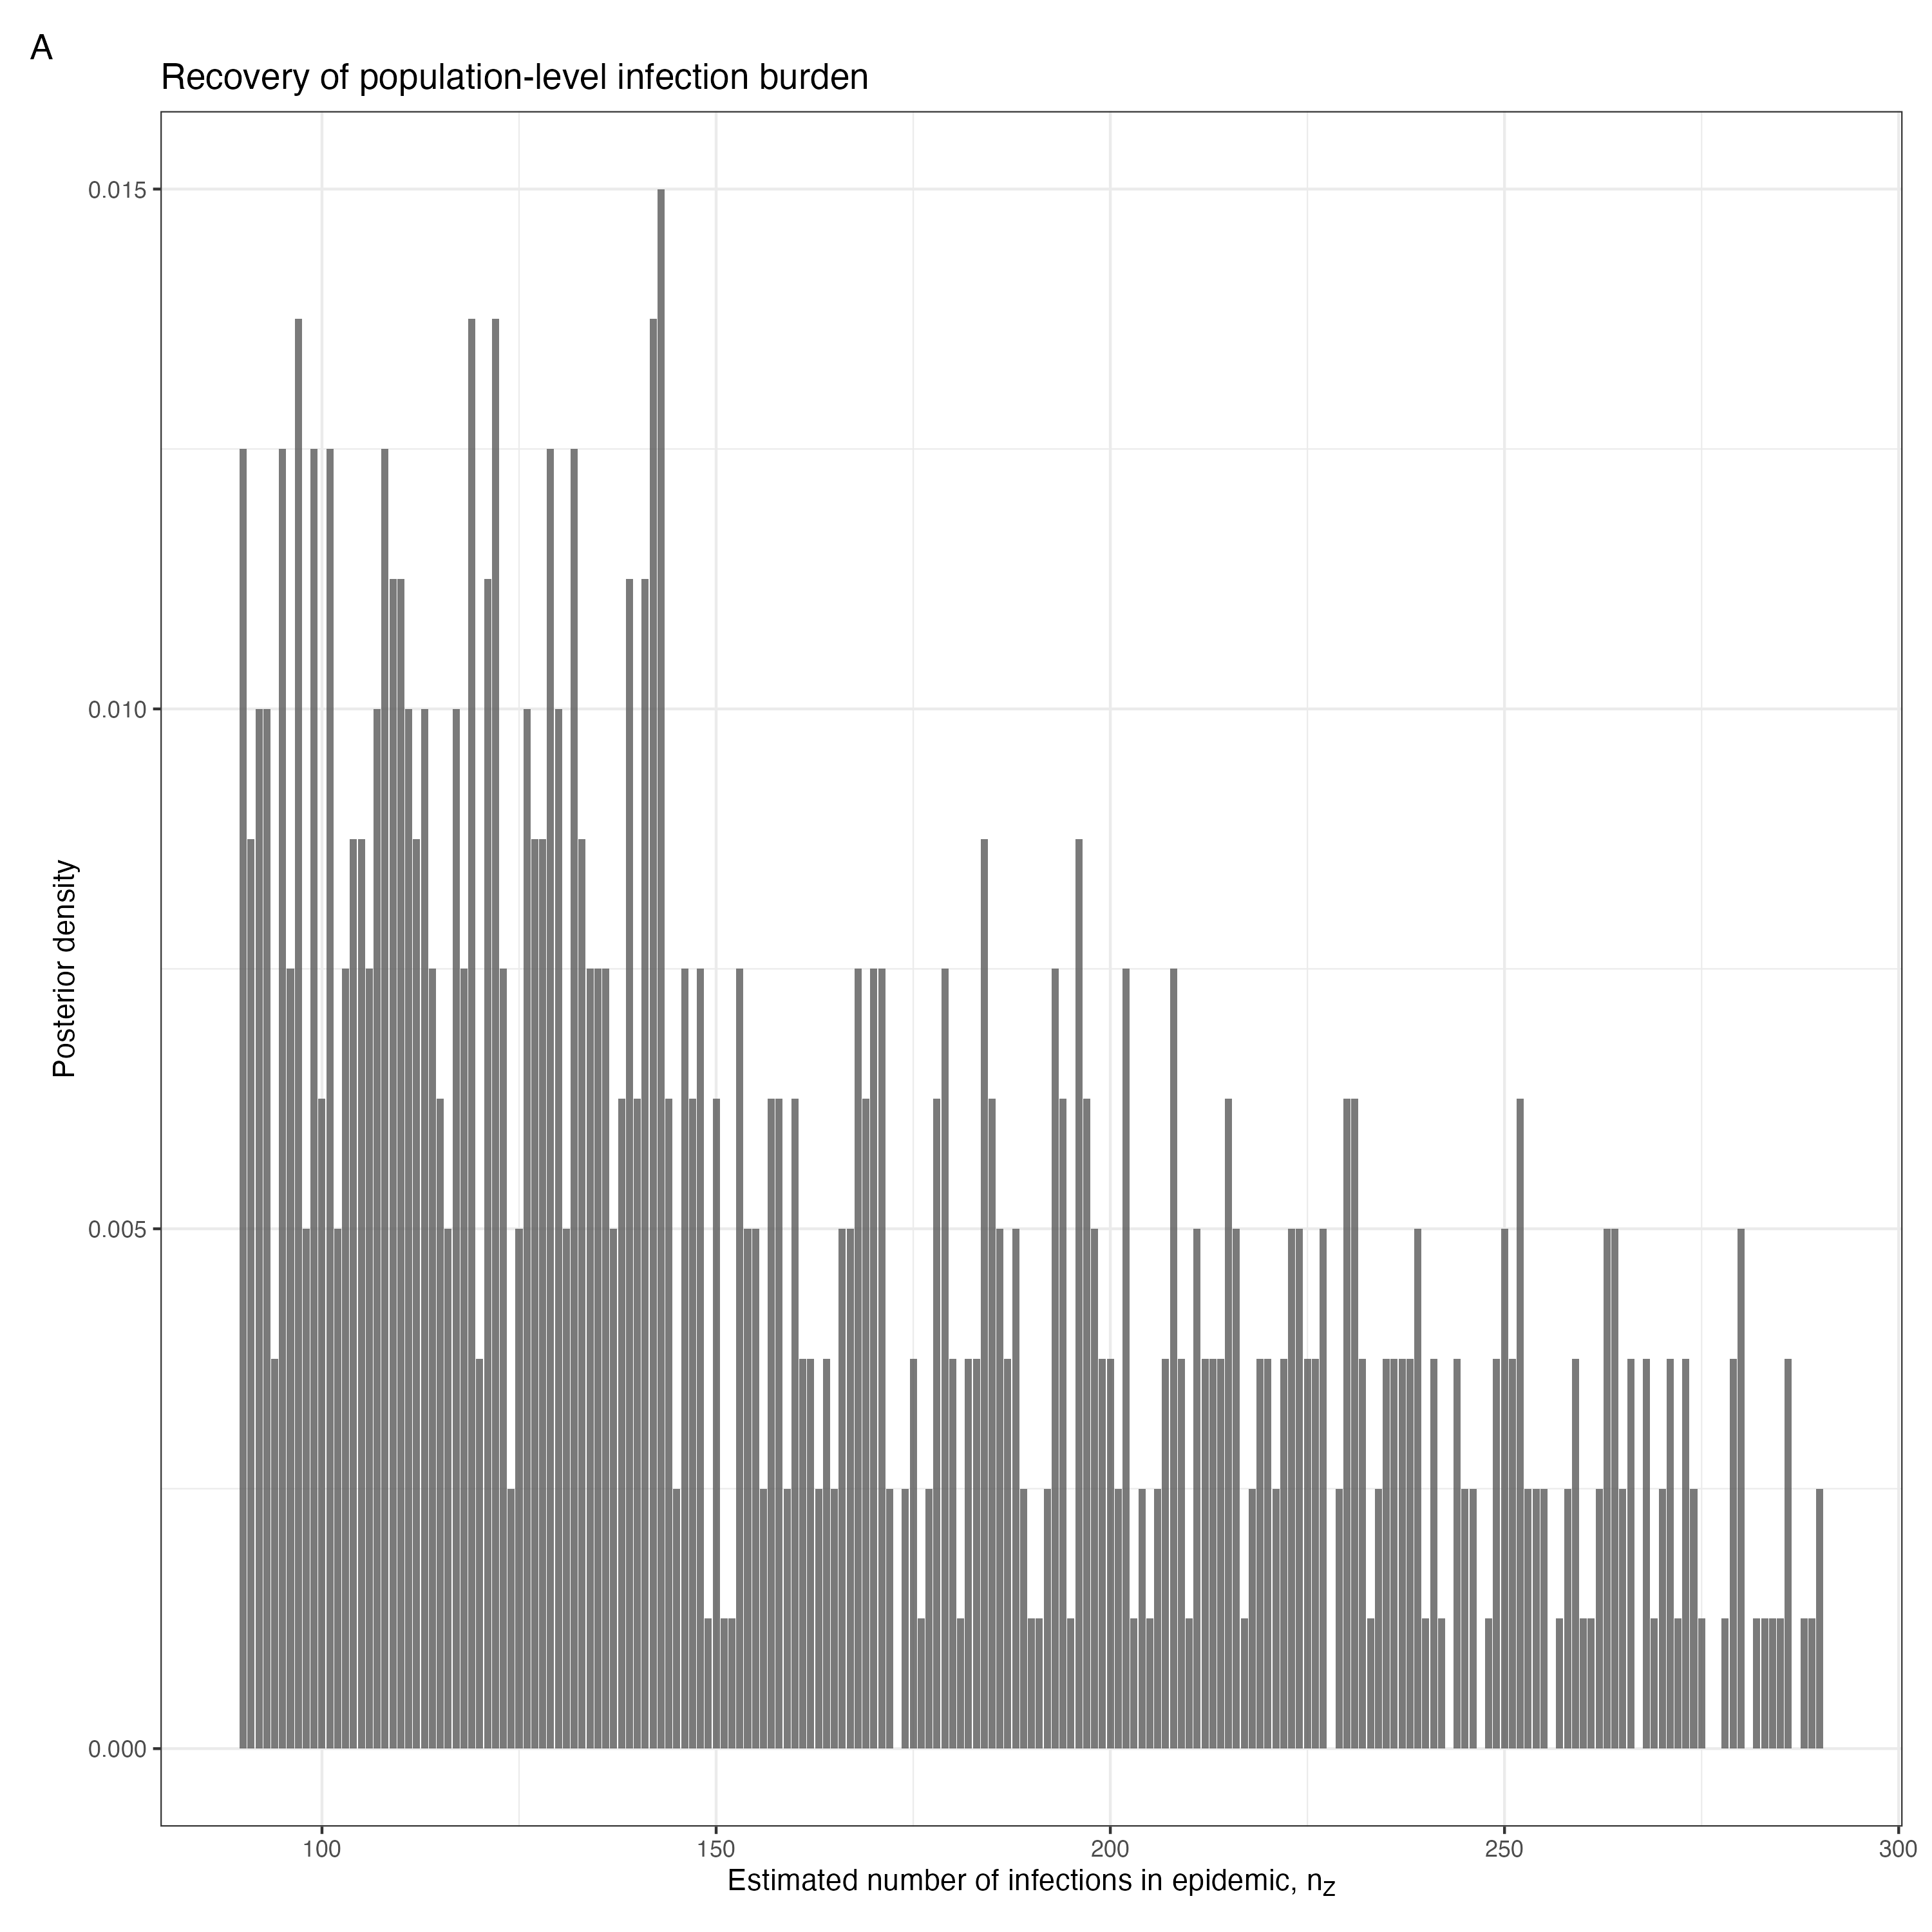 A
Recovery of population-level infection burden
0.015
0.010
0.005
0.000
Posterior density
100 150 200 250 300
Estimated number of infections in epidemic, nZ